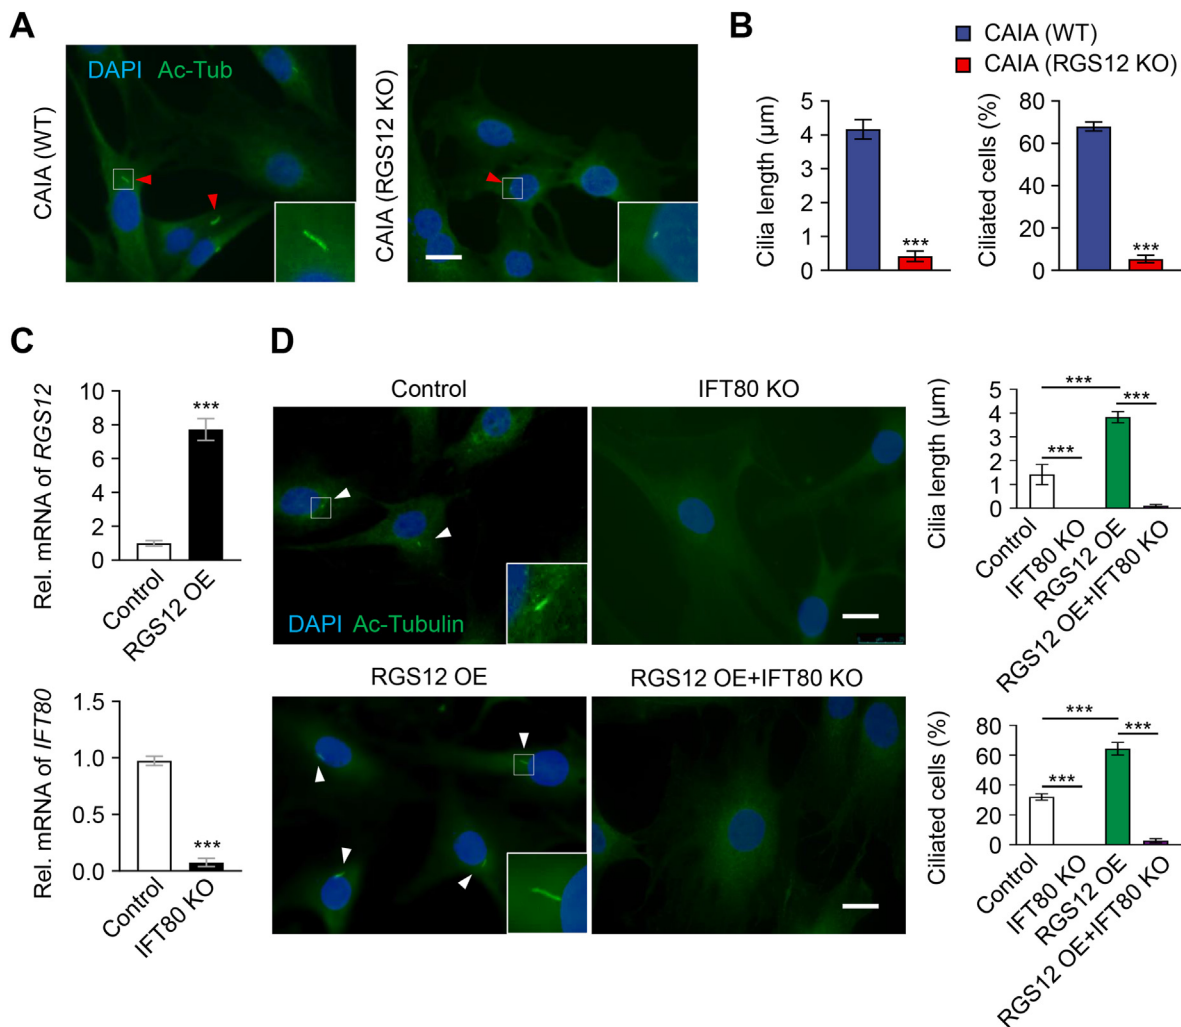 A
CAIA (WT)
DAPI Ac-Tub
CAIA (RGS12 KO)
B
CAIA (WT)
CAIA (RGS12 KO)
Cilia length (μm)
5
4
3
2
1
0
***
Ciliated cells (%)
80
60
40
20
0
***
C
Rel. mRNA of RGS12
10
8
6
4
2
0
***
Control
RGS12 OE
Rel. mRNA of IFT80
1.5
1.0
0.5
0.0
***
Control
IFT80 KO
D
Control
IFT80 KO
DAPI Ac-Tubulin
RGS12 OE
RGS12 OE+IFT80 KO
Cilia length (μm)
5
4
3
2
1
0
***
***
***
Control
IFT80 KO
RGS12 OE
RGS12 OE+IFT80 KO
Ciliated cells (%)
80
60
40
20
0
***
***
***
Control
IFT80 KO
RGS12 OE
RGS12 OE+IFT80 KO